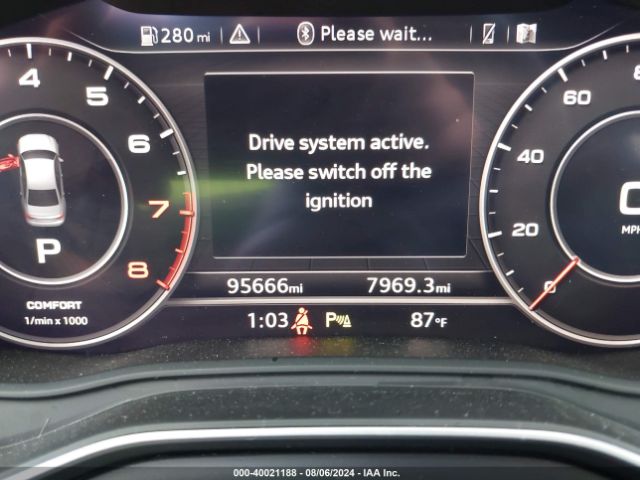 280 mi Please wait...
4 5 6 7 8
P
COMFORT
1/min x 1000
Drive system active.
Please switch off the
ignition
95666mi 7969.3mi
1:03 P 87°F
60
40
20
0
MPH
000-40021188 - 08/06/2024 - IAA Inc.